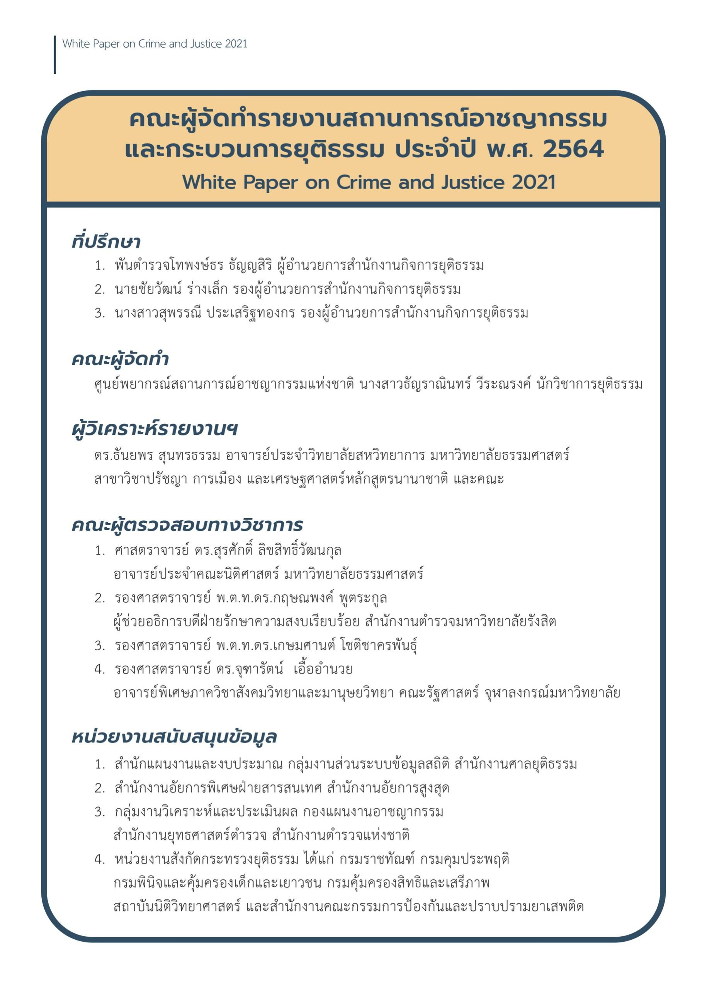 White Paper on Crime and Justice 2021
คณะผู้จัดทำรายงานสถานการณ์อาชญากรรม
และกระบวนการยุติธรรม ประจำปี พ.ศ. 2564
White Paper on Crime and Justice 2021
ที่ปรึกษา
1. พันตำรวจโทพงษ์ธร ธัญญสิริ ผู้อำนวยการสำนักงานกิจการยุติธรรม
2. นายชัยวัฒน์ ร่างเล็ก รองผู้อำนวยการสำนักงานกิจการยุติธรรม
3. นางสาวสุพรรณี ประเสริฐทองกร รองผู้อำนวยการสำนักงานกิจการยุติธรรม
คณะผู้จัดทำ
ศูนย์พยากรณ์สถานการณ์อาชญากรรมแห่งชาติ นางสาวธัญราณินทร์ วีระณรงค์ นักวิชาการยุติธรรม
ผู้วิเคราะห์รายงานฯ
ดร.ธันยพร สุนทรธรรม อาจารย์ประจำวิทยาลัยสหวิทยาการ มหาวิทยาลัยธรรมศาสตร์
สาขาวิชาปรัชญา การเมือง และเศรษฐศาสตร์หลักสูตรนานาชาติ และคณะ
คณะผู้ตรวจสอบทางวิชาการ
1. ศาสตราจารย์ ดร.สุรศักดิ์ ลิขสิทธิ์วัฒนกุล
อาจารย์ประจำคณะนิติศาสตร์ มหาวิทยาลัยธรรมศาสตร์
2. รองศาสตราจารย์ พ.ต.ท.ดร.กฤษณพงค์ พูตระกูล
ผู้ช่วยอธิการบดีฝ่ายรักษาความสงบเรียบร้อย สำนักงานตำรวจมหาวิทยาลัยรังสิต
3. รองศาสตราจารย์ พ.ต.ท.ดร.เกษมศานต์ โชติชาครพันธุ์
4. รองศาสตราจารย์ ดร.จุฑารัตน์ เอื้ออำนวย
อาจารย์พิเศษภาควิชาสังคมวิทยาและมานุษยวิทยา คณะรัฐศาสตร์ จุฬาลงกรณ์มหาวิทยาลัย
หน่วยงานสนับสนุนข้อมูล
1. สำนักแผนงานและงบประมาณ กลุ่มงานส่วนระบบข้อมูลสถิติ สำนักงานศาลยุติธรรม
2. สำนักงานอัยการพิเศษฝ่ายสารสนเทศ สำนักงานอัยการสูงสุด
3. กลุ่มงานวิเคราะห์และประเมินผล กองแผนงานอาชญากรรม
สำนักงานยุทธศาสตร์ตำรวจ สำนักงานตำรวจแห่งชาติ
4. หน่วยงานสังกัดกระทรวงยุติธรรม ได้แก่ กรมราชทัณฑ์ กรมคุมประพฤติ
กรมพินิจและคุ้มครองเด็กและเยาวชน กรมคุ้มครองสิทธิและเสรีภาพ
สถาบันนิติวิทยาศาสตร์ และสำนักงานคณะกรรมการป้องกันและปราบปรามยาเสพติด